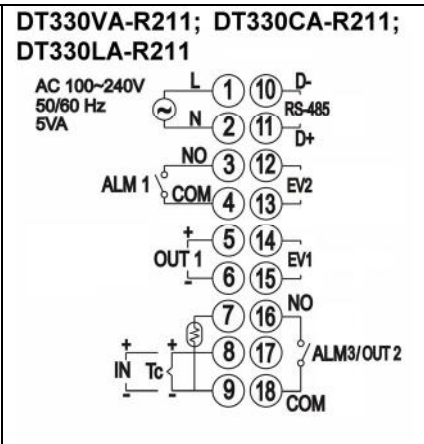 DT330VA-R211; DT330CA-R211;
DT330LA-R211
AC 100~240V
50/60 Hz
5VA
L
N
1
10
D-
RS-485
2
11
D+
NO
3
12
ALM 1
EV2
COM
4
13
+
5
14
OUT 1
EV1
-
6
15
7
16
NO
+
+
8
17
IN
Tc
ALM3/OUT 2
-
-
9
18
COM